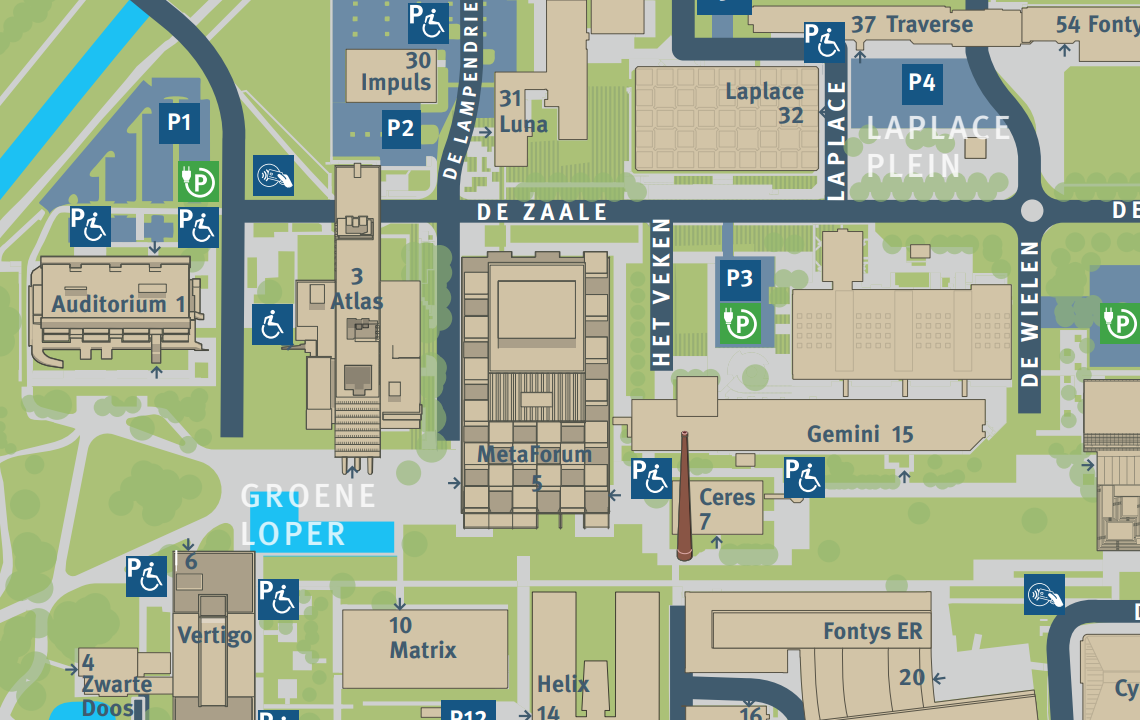 P
P
37 Traverse
54 Fonty
30
Impuls
DE LAMPENDRIE
31
Luna
Laplace
32
LAPLACE
P4
P1
P2
LAPLACE
PLEIN
P
P
P
DE ZAALE
DE
HET VEKEN
P3
P
DE WIELEN
P
3
Atlas
Auditorium 1
Gemini 15
MetaForum
5
P
P
Ceres
7
GROENE
LOPER
6
P
P
Vertigo
10
Matrix
Fontys ER
20
4
Zwarte
Doos
Helix
14
P12
P
16
D
Cy